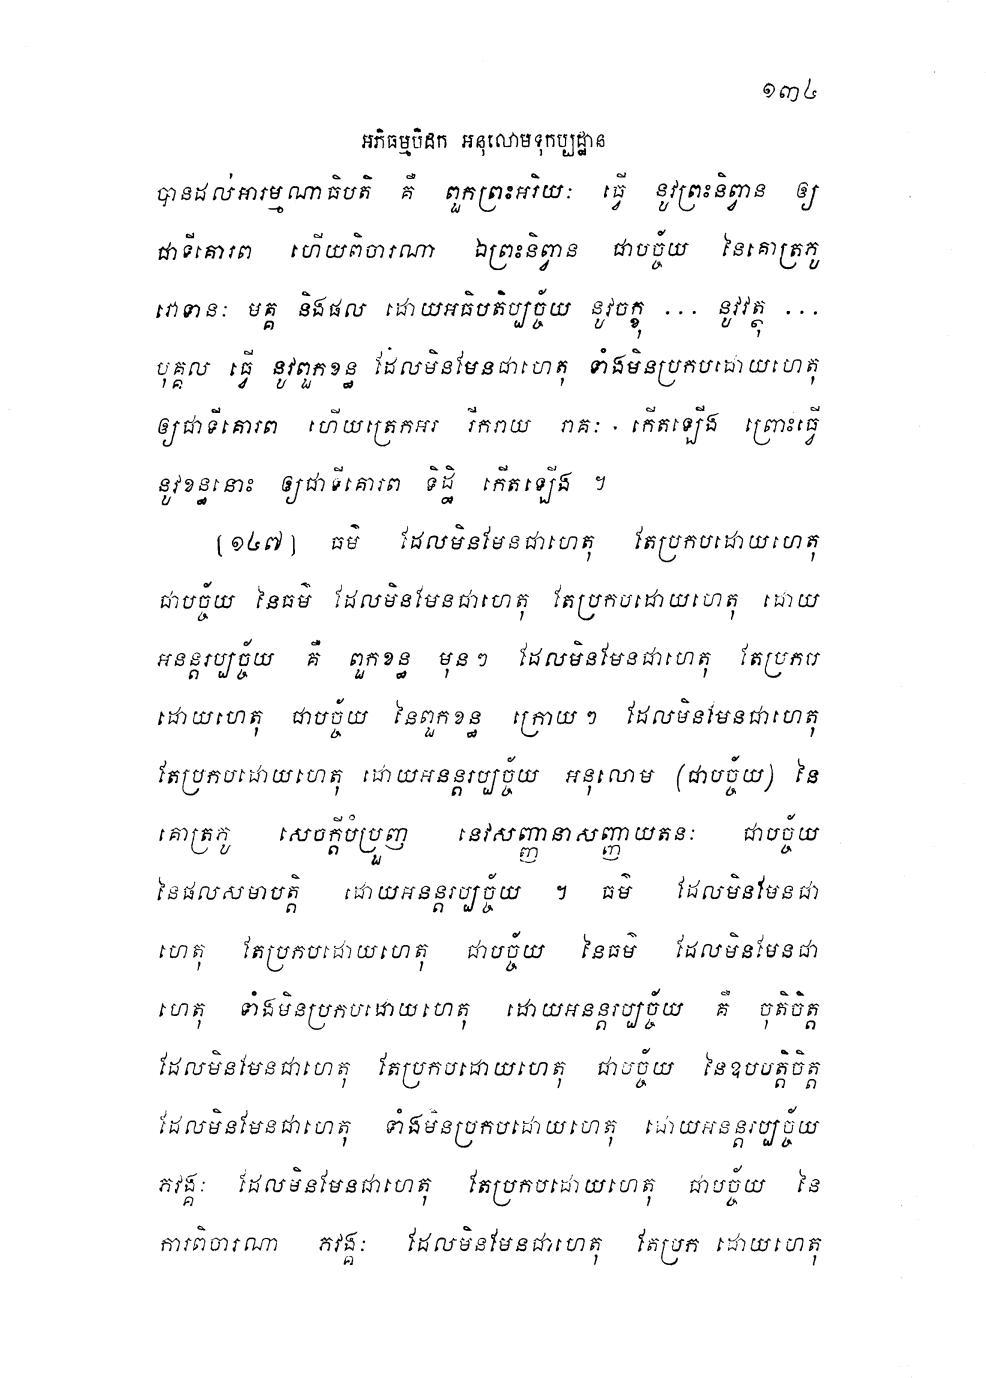 ១៣៤
អភិធម្មបិដក អនុលោមទុកប្បដ្ឋាន
បានដល់អារម្មណាធិបតិ គឺ ពួកព្រះអរិយៈ ធ្វើ នូវព្រះនិព្វាន ឲ្យ
ជាទីគោរព ហើយពិចារណា ឯព្រះនិព្វាន ជាបច្ច័យ នៃគោត្រភូ
វោទានៈ មគ្គ និងផល ដោយអធិបតិប្បច្ច័យ នូវចក្ខុ ... នូវវត្ថុ ...
បុគ្គល ធ្វើ នូវពួកខន្ធ ដែលមិនមែនជាហេតុ ទាំងមិនប្រកបដោយហេតុ
ឲ្យជាទីគោរព ហើយត្រេកអរ រីករាយ រាគៈ កើតឡើង ព្រោះធ្វើ
នូវខន្ធនោះ ឲ្យជាទីគោរព ទិដ្ឋិ កើតឡើង ។
(១៤៧) ធម៌ ដែលមិនមែនជាហេតុ តែប្រកបដោយហេតុ
ជាបច្ច័យ នៃធម៌ ដែលមិនមែនជាហេតុ តែប្រកបដោយហេតុ ដោយ
អនន្តរប្បច្ច័យ គឺ ពួកខន្ធ មុនៗ ដែលមិនមែនជាហេតុ តែប្រកប
ដោយហេតុ ជាបច្ច័យ នៃពួកខន្ធ ក្រោយៗ ដែលមិនមែនជាហេតុ
តែប្រកបដោយហេតុ ដោយអនន្តរប្បច្ច័យ អនុលោម (ជាបច្ច័យ) នៃ
គោត្រភូ សេចក្តីបំប្រួញ នេវសញ្ញានាសញ្ញាយតនៈ ជាបច្ច័យ
នៃផលសមាបត្តិ ដោយអនន្តរប្បច្ច័យ ។ ធម៌ ដែលមិនមែនជា
ហេតុ តែប្រកបដោយហេតុ ជាបច្ច័យ នៃធម៌ ដែលមិនមែនជា
ហេតុ ទាំងមិនប្រកបដោយហេតុ ដោយអនន្តរប្បច្ច័យ គឺ ចុតិចិត្ត
ដែលមិនមែនជាហេតុ តែប្រកបដោយហេតុ ជាបច្ច័យ នៃឧបបត្តិចិត្ត
ដែលមិនមែនជាហេតុ ទាំងមិនប្រកបដោយហេតុ ដោយអនន្តរប្បច្ច័យ
ភវង្គៈ ដែលមិនមែនជាហេតុ តែប្រកបដោយហេតុ ជាបច្ច័យ នៃ
ការពិចារណា ភវង្គៈ ដែលមិនមែនជាហេតុ តែប្រក ដោយហេតុ